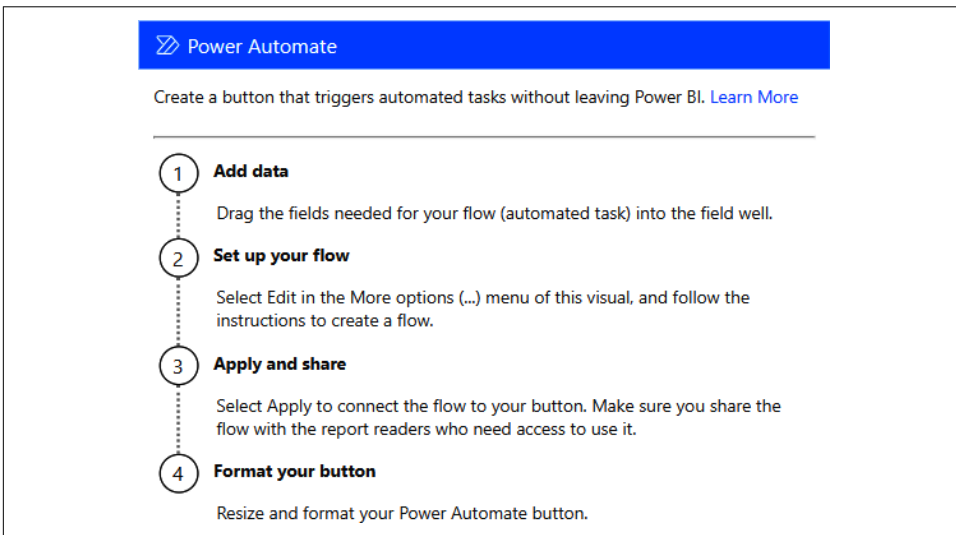 Power Automate
Create a button that triggers automated tasks without leaving Power BI. Learn More
1 Add data
Drag the fields needed for your flow (automated task) into the field well.
2 Set up your flow
Select Edit in the More options (...) menu of this visual, and follow the
instructions to create a flow.
3 Apply and share
Select Apply to connect the flow to your button. Make sure you share the
flow with the report readers who need access to use it.
4 Format your button
Resize and format your Power Automate button.